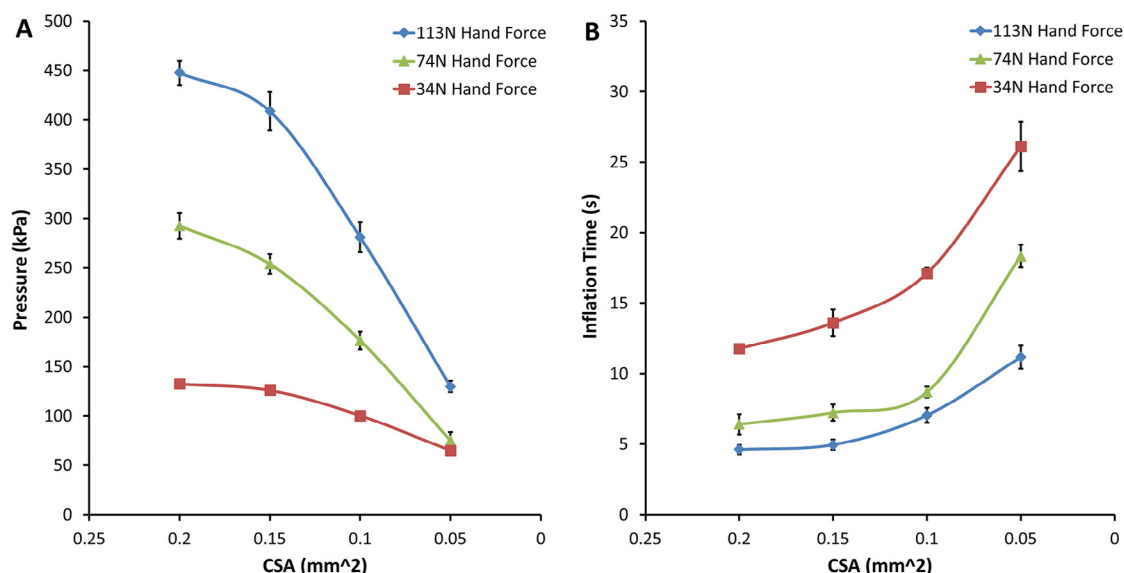 A
500
450
400
350
300
250
200
150
100
50
0
Pressure (kPa)
0.25 0.2 0.15 0.1 0.05 0
CSA (mm^2)
113N Hand Force
74N Hand Force
34N Hand Force
B
35
30
25
20
15
10
5
0
Inflation Time (s)
0.25 0.2 0.15 0.1 0.05 0
CSA (mm^2)
113N Hand Force
74N Hand Force
34N Hand Force